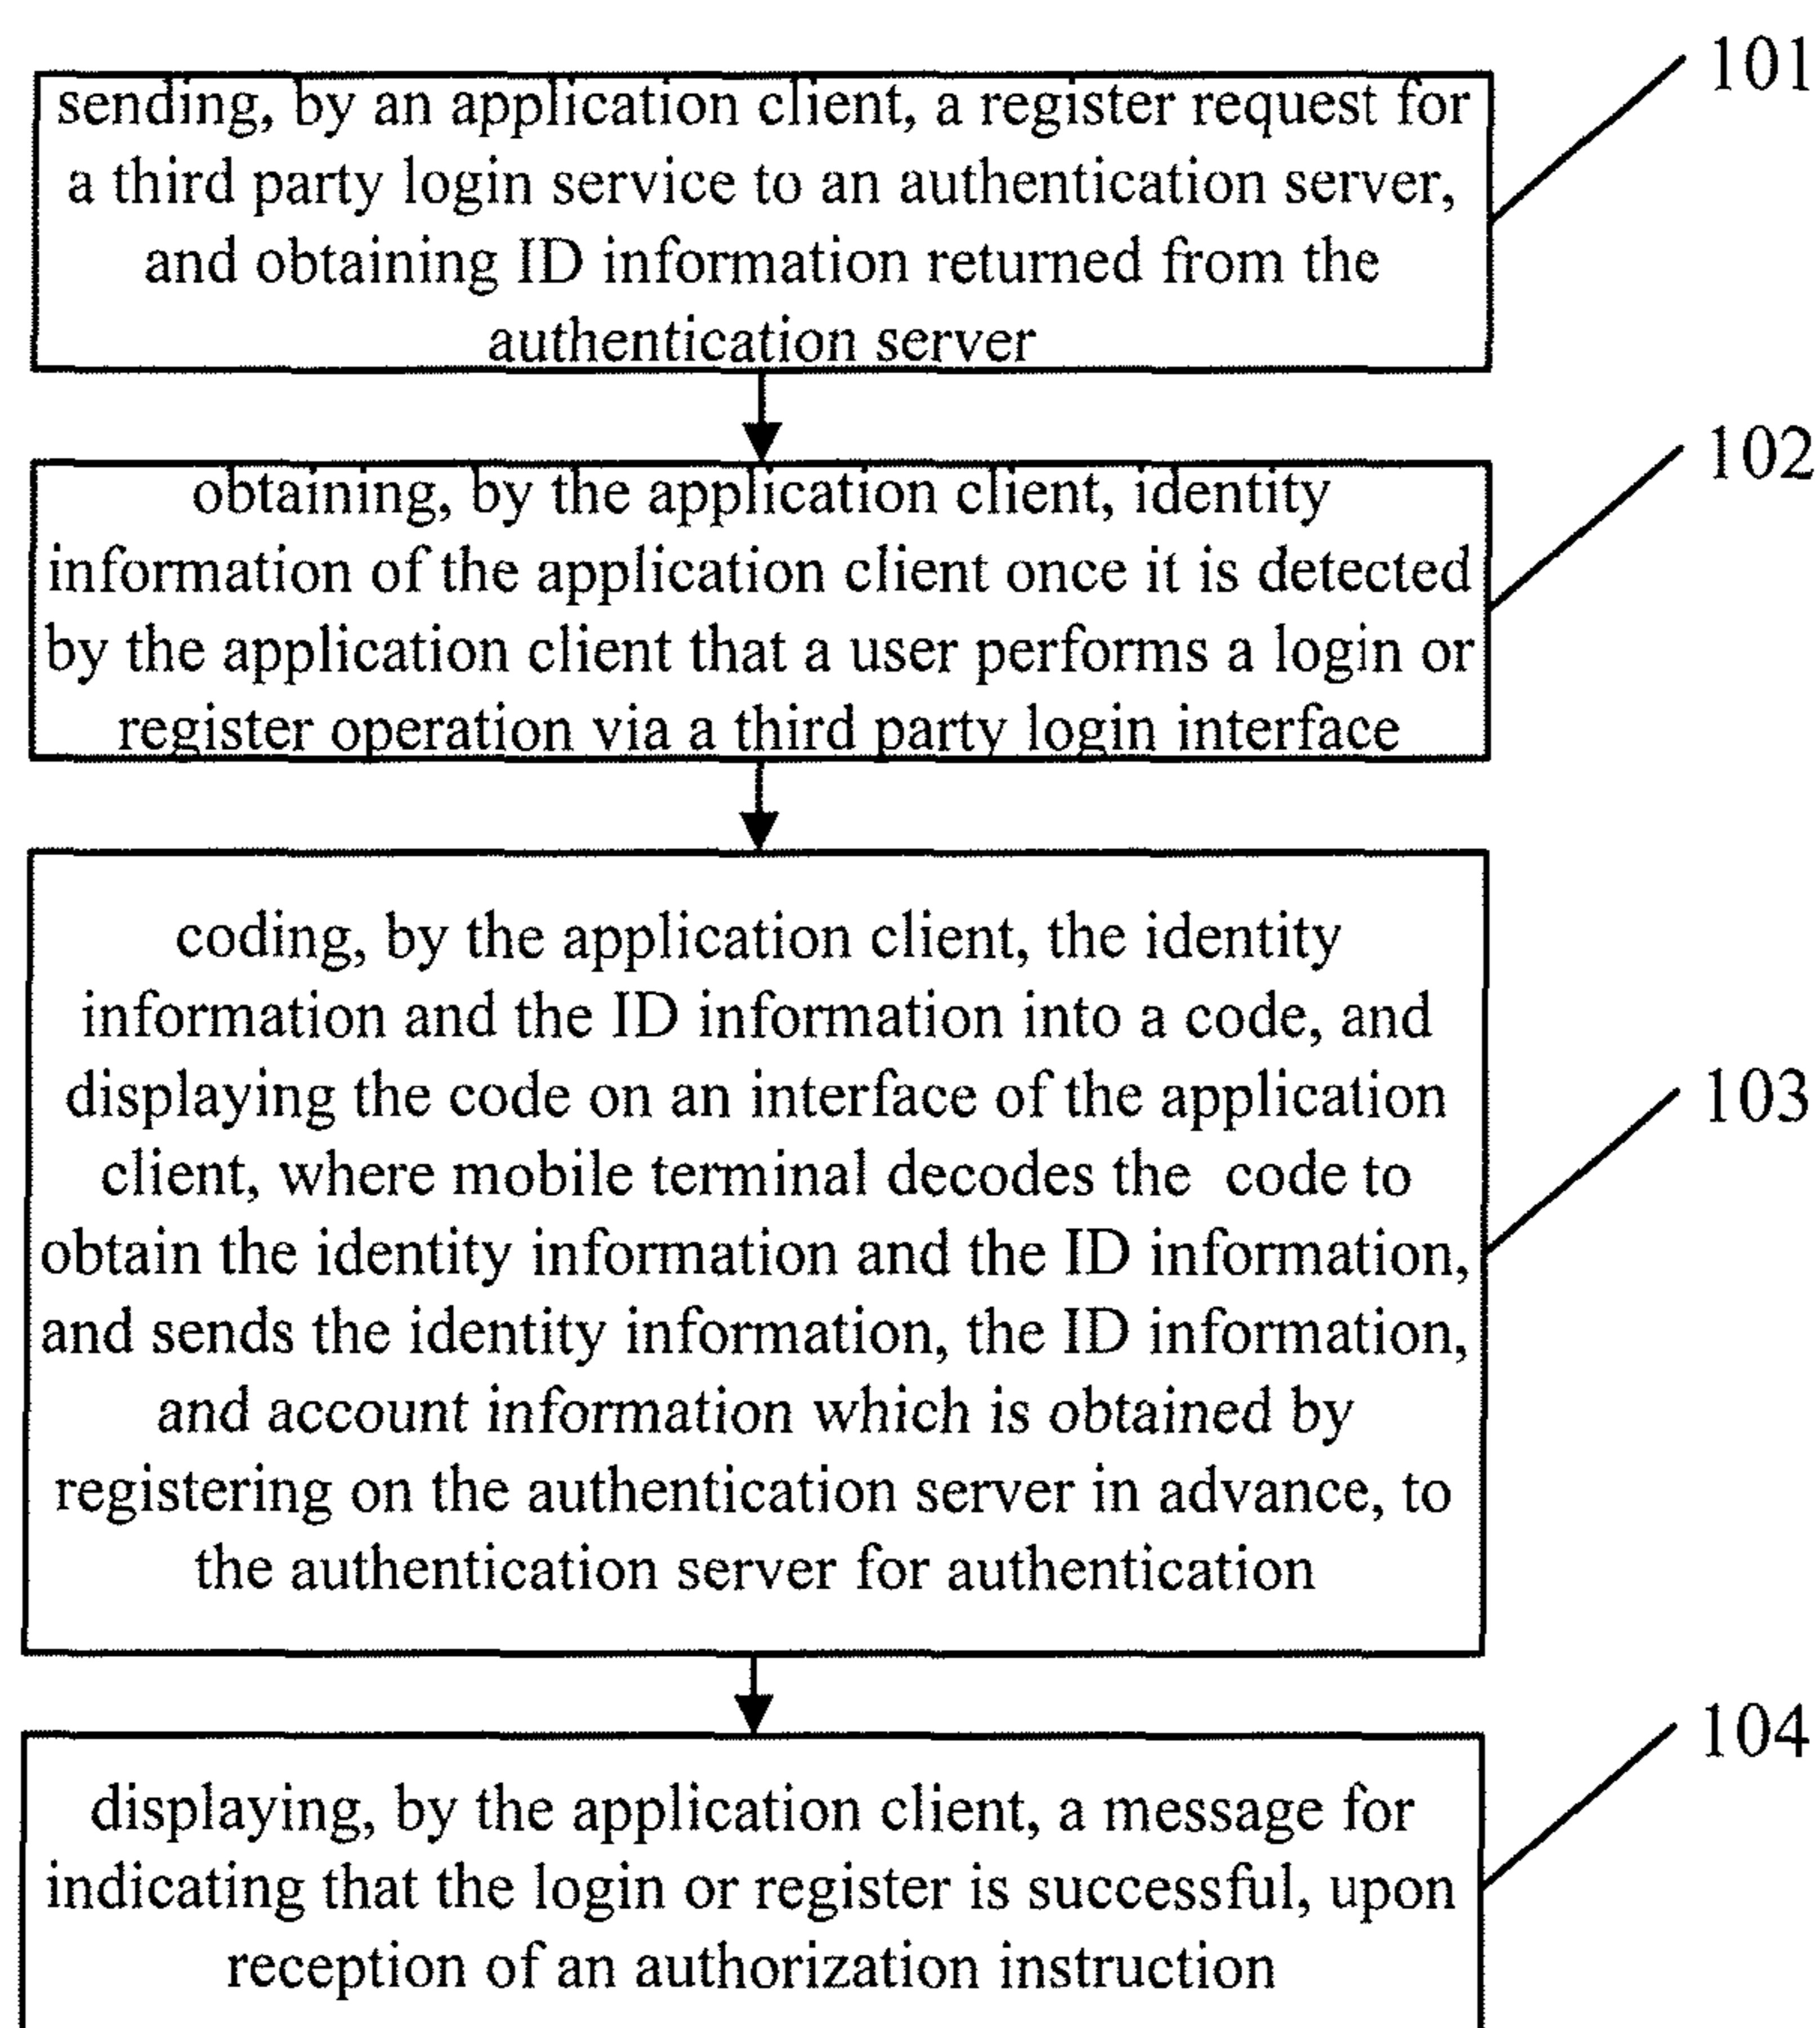 101
sending, by an application client, a register request for
a third party login service to an authentication server,
and obtaining ID information returned from the
authentication server
102
obtaining, by the application client, identity
information of the application client once it is detected
by the application client that a user performs a login or
register operation via a third party login interface
103
coding, by the application client, the identity
information and the ID information into a code, and
displaying the code on an interface of the application
client, where mobile terminal decodes the code to
obtain the identity information and the ID information,
and sends the identity information, the ID information,
and account information which is obtained by
registering on the authentication server in advance, to
the authentication server for authentication
104
displaying, by the application client, a message for
indicating that the login or register is successful, upon
reception of an authorization instruction